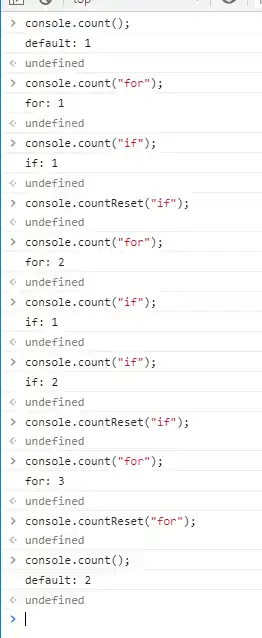 top
> console.count();
default: 1
< undefined
> console.count("for");
for: 1
< undefined
> console.count("if");
if: 1
< undefined
> console.countReset("if");
< undefined
> console.count("for");
for: 2
< undefined
> console.count("if");
if: 1
< undefined
> console.count("if");
if: 2
< undefined
> console.countReset("if");
< undefined
> console.count("for");
for: 3
< undefined
> console.countReset("for");
< undefined
> console.count();
default: 2
< undefined
>